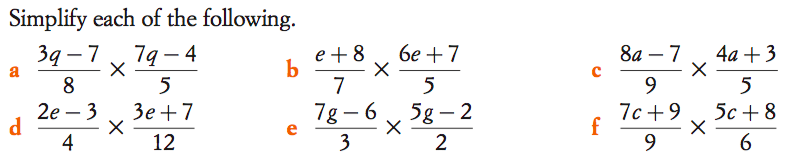 Simplify each of the following.
a (3q – 7)/8 × (7q – 4)/5
b (e + 8)/7 × (6e + 7)/5
c (8a – 7)/9 × (4a + 3)/5
d (2e – 3)/4 × (3e + 7)/12
e (7g – 6)/3 × (5g – 2)/2
f (7c + 9)/9 × (5c + 8)/6